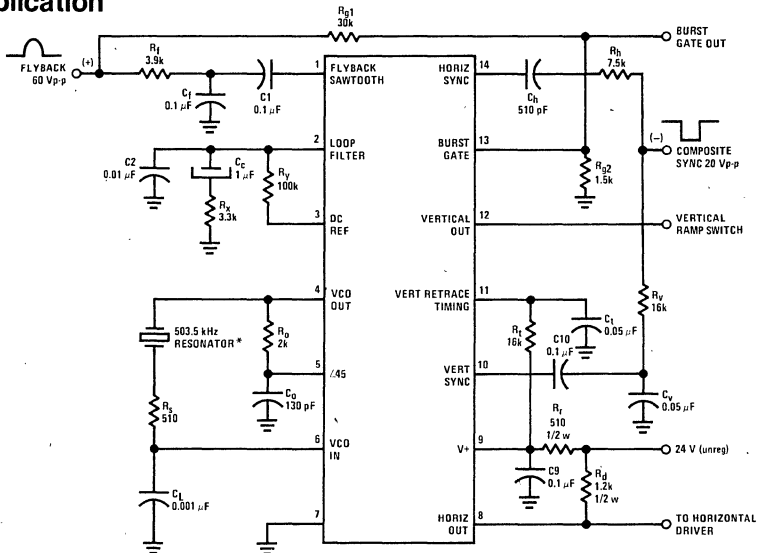 plication
Rg1
30k
BURST
GATE OUT
(+)
FLYBACK
60 Vp-p
Rf
3.9k
Cf
0.1 μF
C1
0.1 μF
1
FLYBACK
SAWTOOTH
HORIZ
SYNC
14
Ch
510 pF
Rh
7.5k
2
LOOP
FILTER
C2
0.01 μF
Cc
1 μF
Ry
100k
Rx
3.3k
BURST
GATE
13
Rg2
1.5k
(−)
COMPOSITE
SYNC 20 Vp-p
3
DC
REF
VERTICAL
OUT
12
VERTICAL
RAMP SWITCH
4
VCO
OUT
VERT RETRACE
TIMING
11
503.5 kHz
RESONATOR*
Ro
2k
Rt
16k
Ct
0.05 μF
Rv
16k
5
÷45
Co
130 pF
VERT
SYNC
10
C10
0.1 μF
Cv
0.05 μF
Rs
510
6
VCO
IN
V+
9
Rr
510
1/2 w
24 V (unreg)
CL
0.001 μF
C9
0.1 μF
Rd
1.2k
1/2 w
7
HORIZ
OUT
8
TO HORIZONTAL
DRIVER